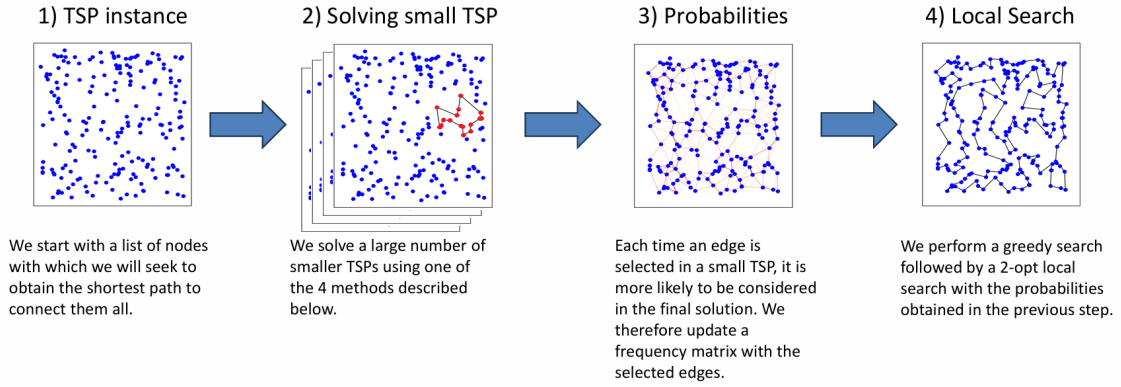 1) TSP instance
2) Solving small TSP
3) Probabilities
4) Local Search
We start with a list of nodes
with which we will seek to
obtain the shortest path to
connect them all.
We solve a large number of
smaller TSPs using one of
the 4 methods described
below.
Each time an edge is
selected in a small TSP, it is
more likely to be considered
in the final solution. We
therefore update a
frequency matrix with the
selected edges.
We perform a greedy search
followed by a 2-opt local
search with the probabilities
obtained in the previous step.